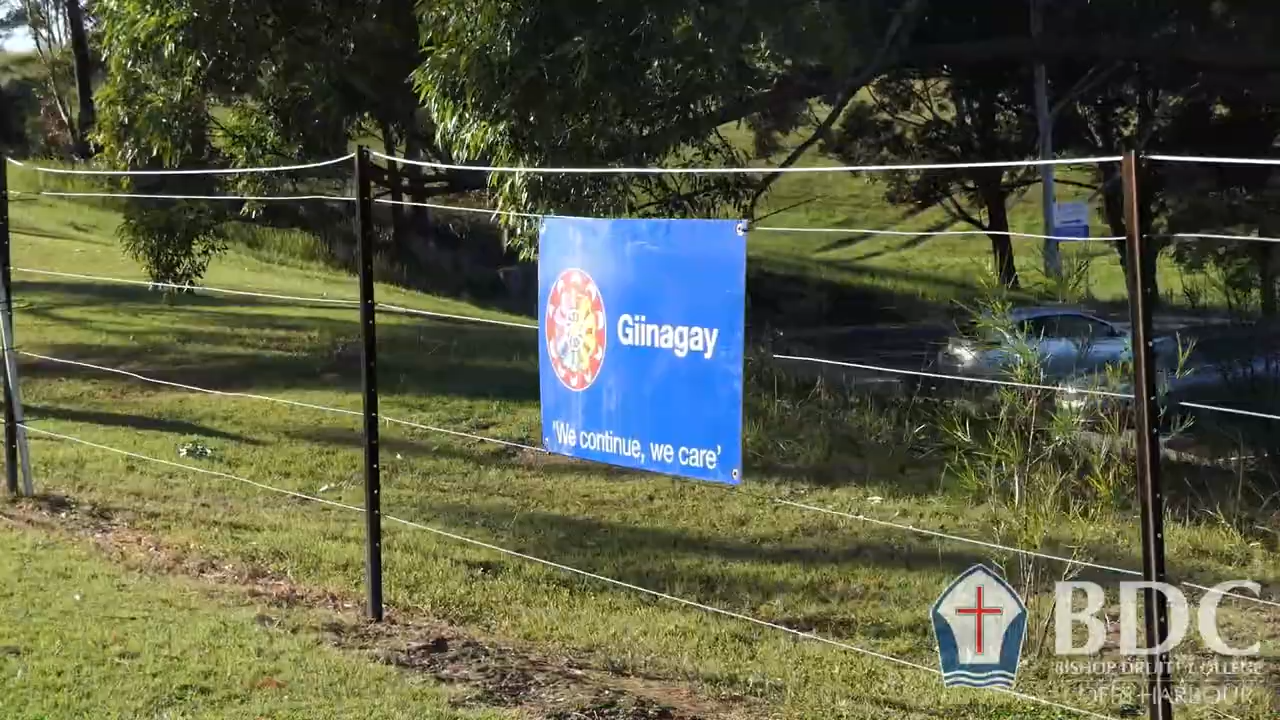 Giinagay
'We continue, we care'
BDC
BISHOP DRUITT COLLEGE
COFFS HARBOUR